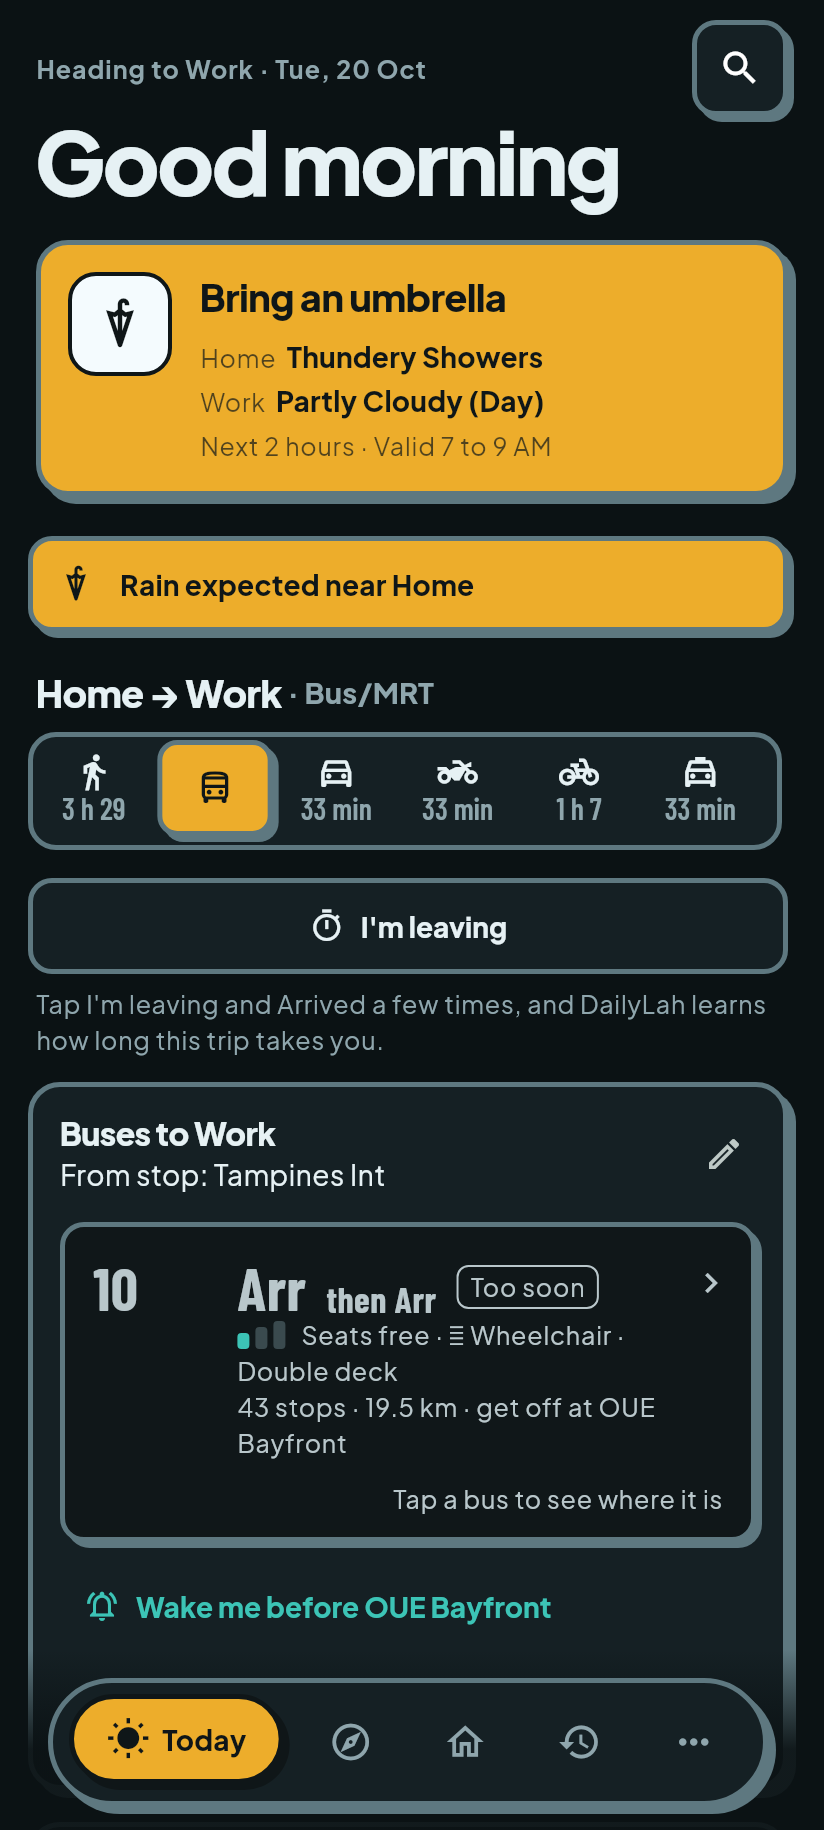 Heading to Work · Tue, 20 Oct
Good morning
Bring an umbrella
Home Thundery Showers
Work Partly Cloudy (Day)
Next 2 hours · Valid 7 to 9 AM
Rain expected near Home
Home → Work · Bus/MRT
3 h 29 33 min 33 min 1 h 7 33 min
I'm leaving
Tap I'm leaving and Arrived a few times, and DailyLah learns
how long this trip takes you.
Buses to Work
From stop: Tampines Int
10 Arr then Arr Too soon
Seats free · Wheelchair ·
Double deck
43 stops · 19.5 km · get off at OUE
Bayfront
Tap a bus to see where it is
Wake me before OUE Bayfront
Today